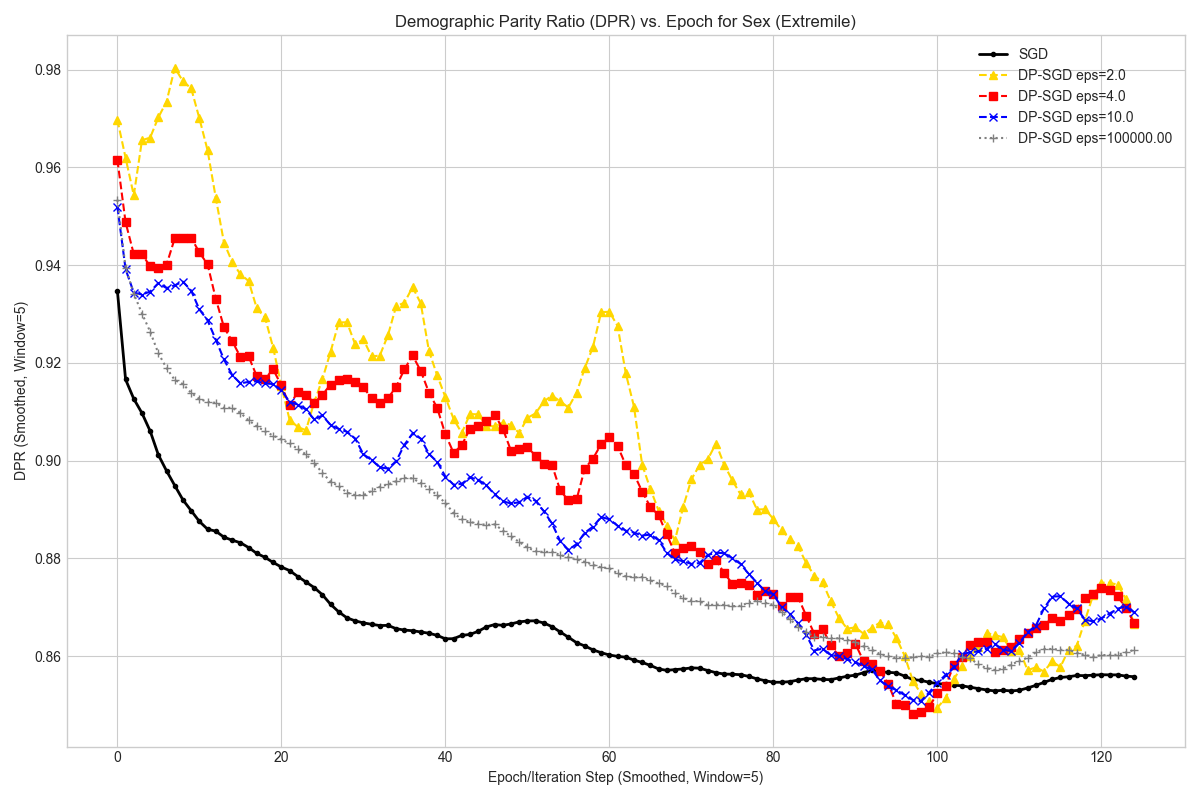 Demographic Parity Ratio (DPR) vs. Epoch for Sex (Extremile)
SGD
DP-SGD eps=2.0
DP-SGD eps=4.0
DP-SGD eps=10.0
DP-SGD eps=100000.00
DPR (Smoothed, Window=5)
0.98
0.96
0.94
0.92
0.90
0.88
0.86
0 20 40 60 80 100 120
Epoch/Iteration Step (Smoothed, Window=5)